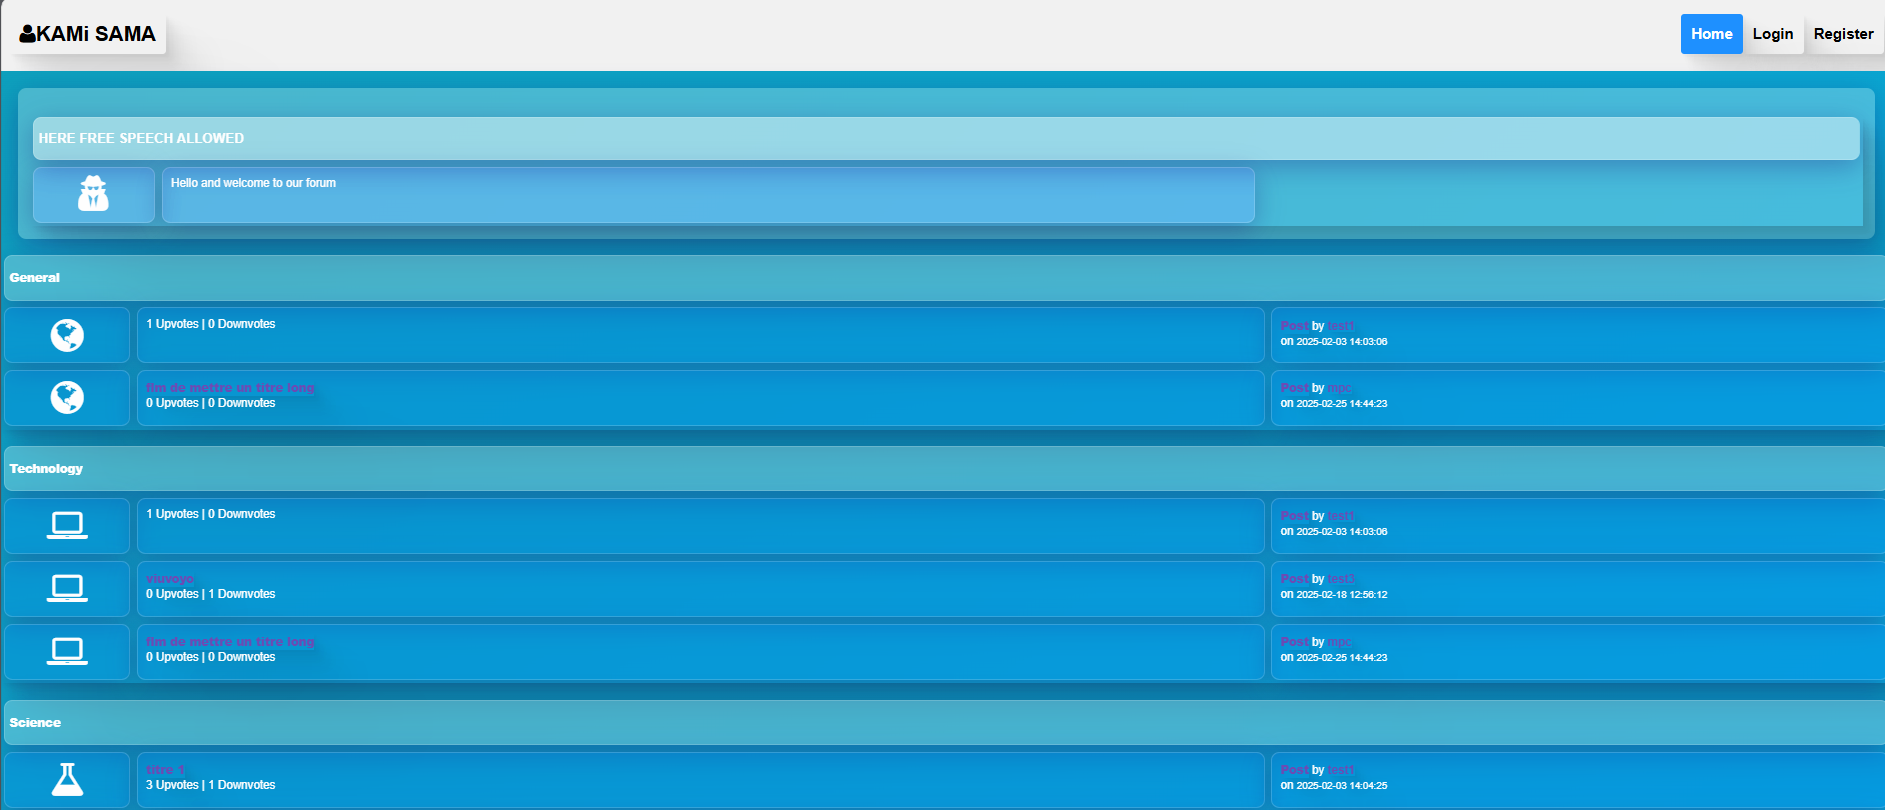 KAMi SAMA
Home Login Register
HERE FREE SPEECH ALLOWED
Hello and welcome to our forum
General
1 Upvotes | 0 Downvotes
Post by test1
on 2025-02-03 14:03:06
fim de mettre un titre long
0 Upvotes | 0 Downvotes
Post by mpc
on 2025-02-25 14:44:23
Technology
1 Upvotes | 0 Downvotes
Post by test1
on 2025-02-03 14:03:06
viuvoyo
0 Upvotes | 1 Downvotes
Post by
on 2025-02-18 12:56:12
fim de mettre un titre long
0 Upvotes | 0 Downvotes
Post by mpc
on 2025-02-25 14:44:23
Science
titre 1
3 Upvotes | 1 Downvotes
Post by test1
on 2025-02-03 14:04:25